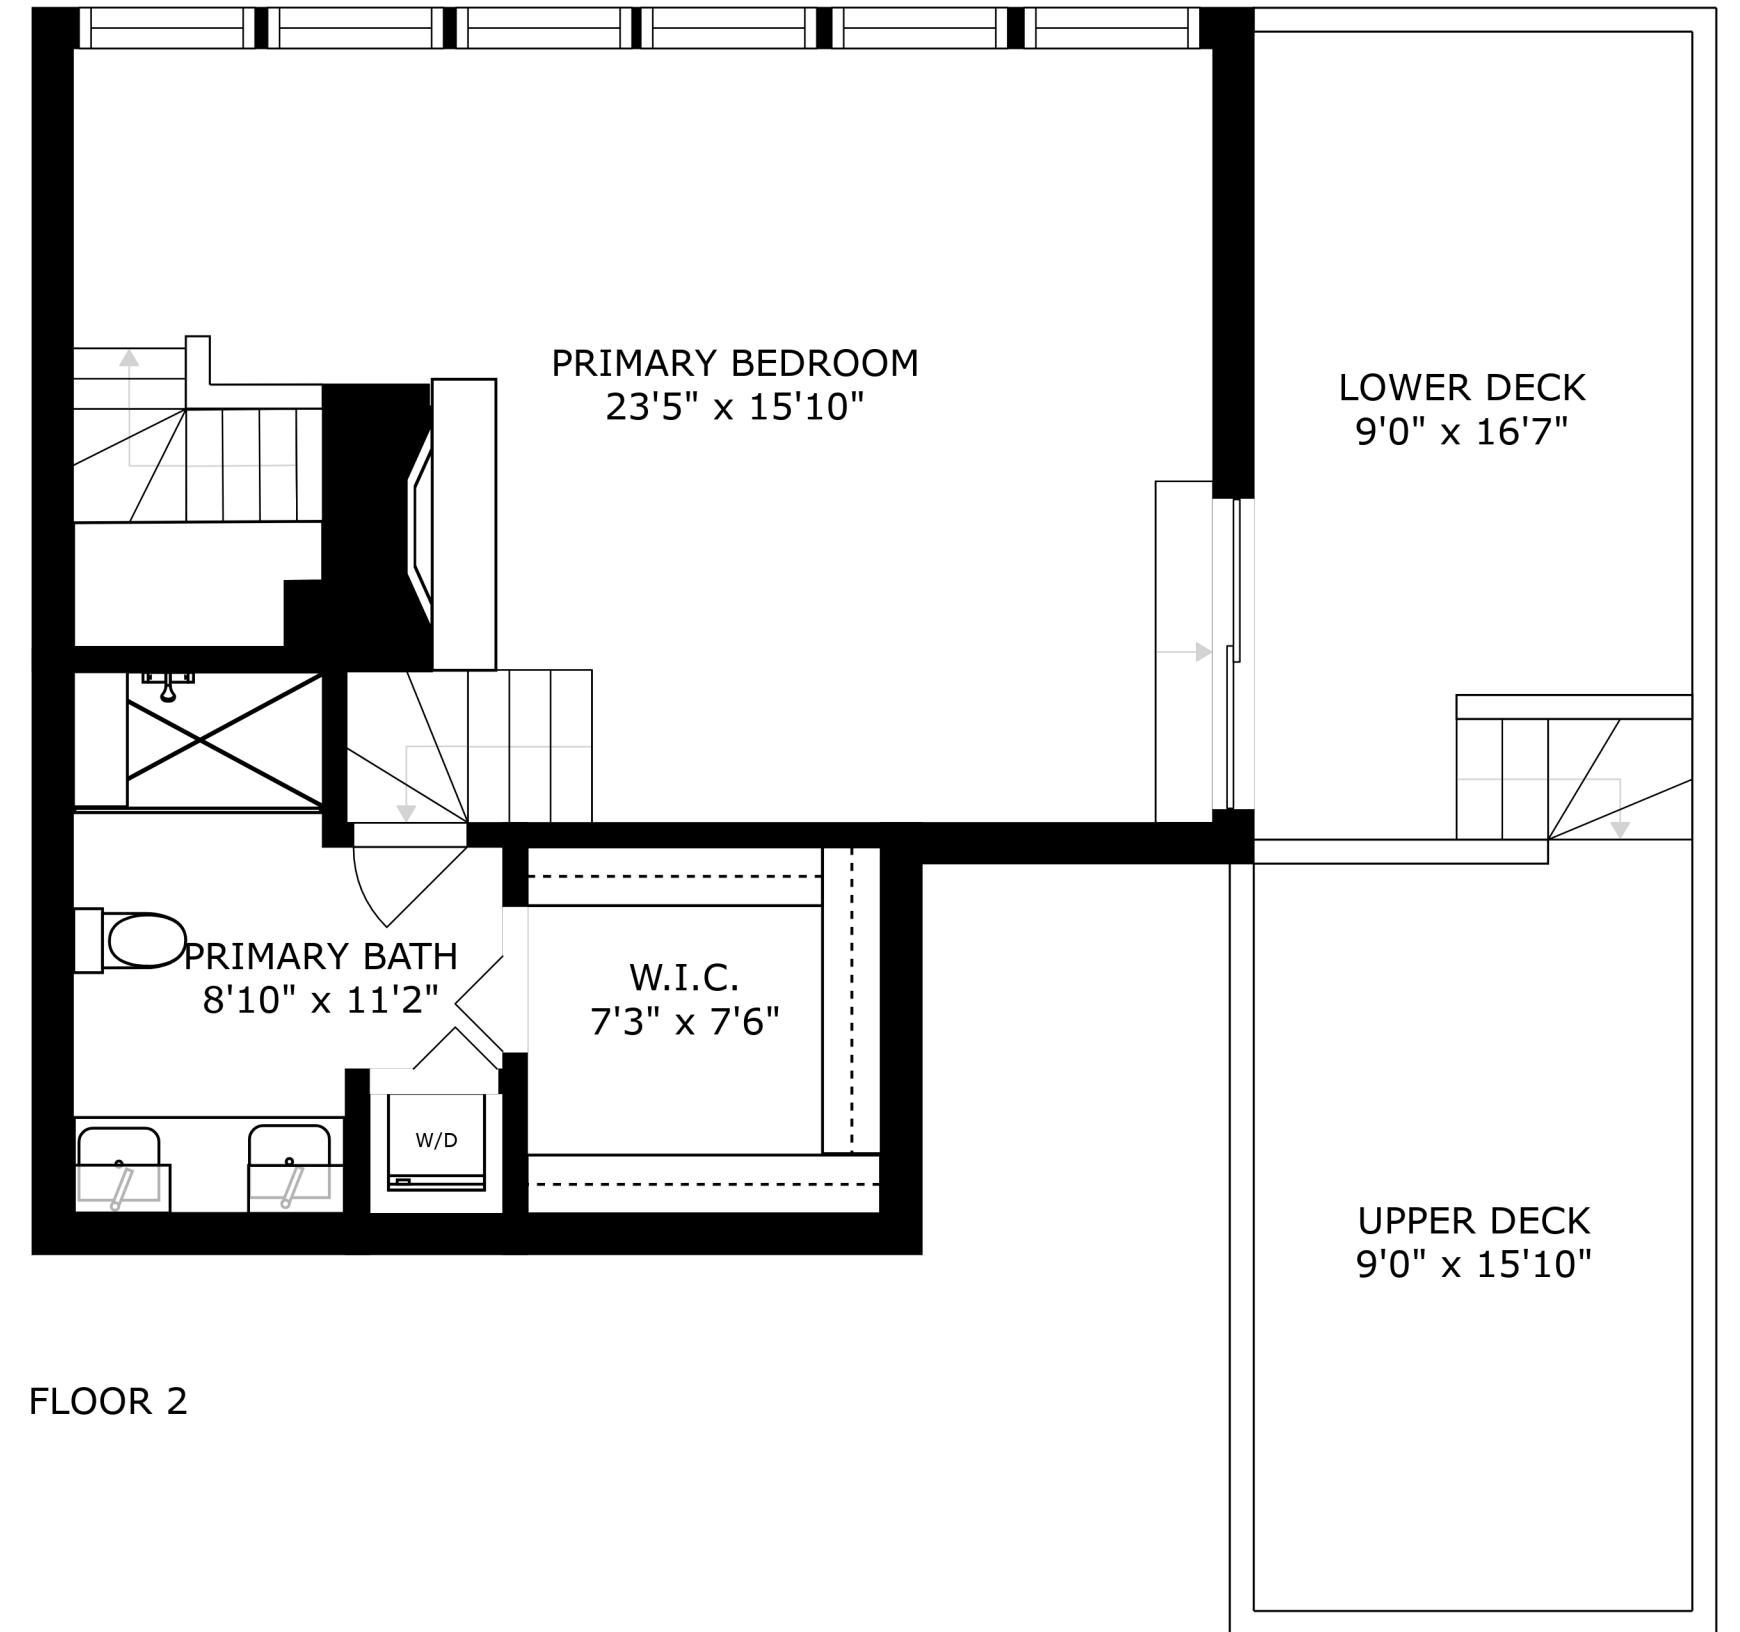 PRIMARY BEDROOM
23'5" x 15'10"
LOWER DECK
9'0" x 16'7"
PRIMARY BATH
8'10" x 11'2"
W.I.C.
7'3" x 7'6"
W/D
UPPER DECK
9'0" x 15'10"
FLOOR 2